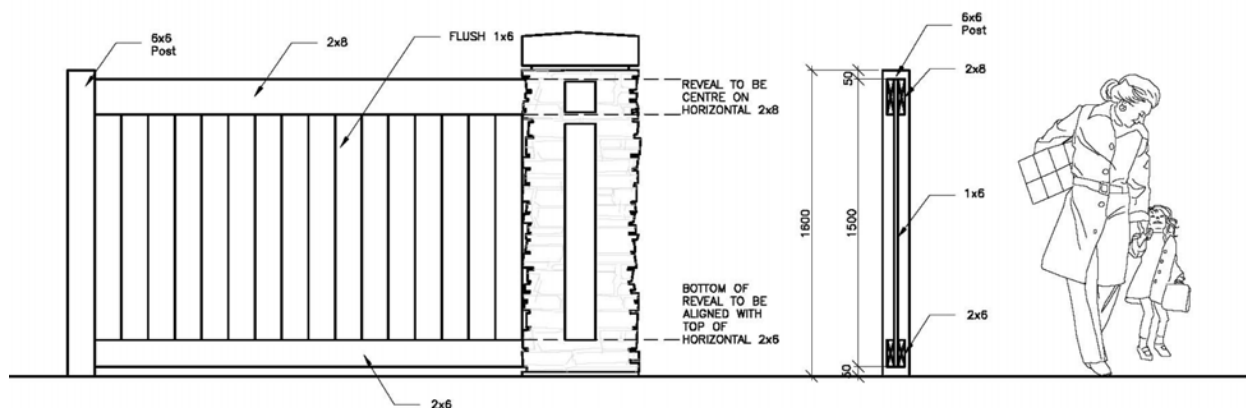 6x6
Post
2x8
FLUSH 1x6
REVEAL TO BE
CENTRE ON
HORIZONTAL 2x8
BOTTOM OF
REVEAL TO BE
ALIGNED WITH
TOP OF
HORIZONTAL 2x6
2x6
6x6
Post
2x8
1x6
2x6
1600
50
1500
50